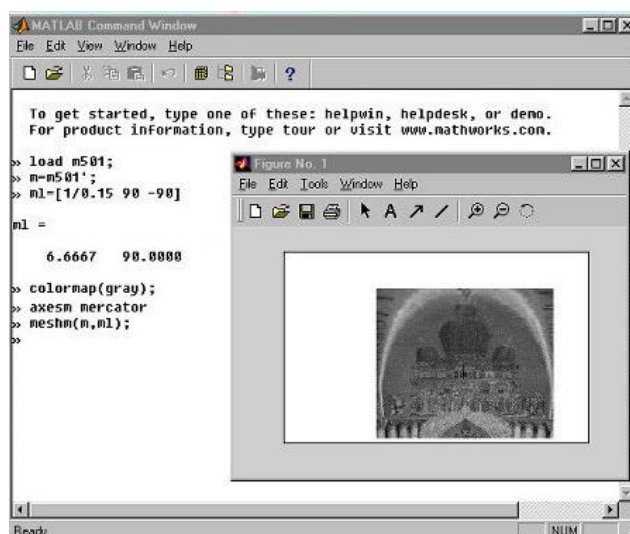 MATLAB Command Window
File Edit View Window Help
?
To get started, type one of these: helpwin, helpdesk, or demo.
For product information, type tour or visit www.mathworks.com.
» load m501;
» m=m501';
» ml=[1/0.15 90 -90]
ml =
6.6667 90.0000
» colormap(gray);
» axesm mercator
» meshm(m,ml);
»
Figure No. 1
File Edit Tools Window Help
A
Ready
NUM